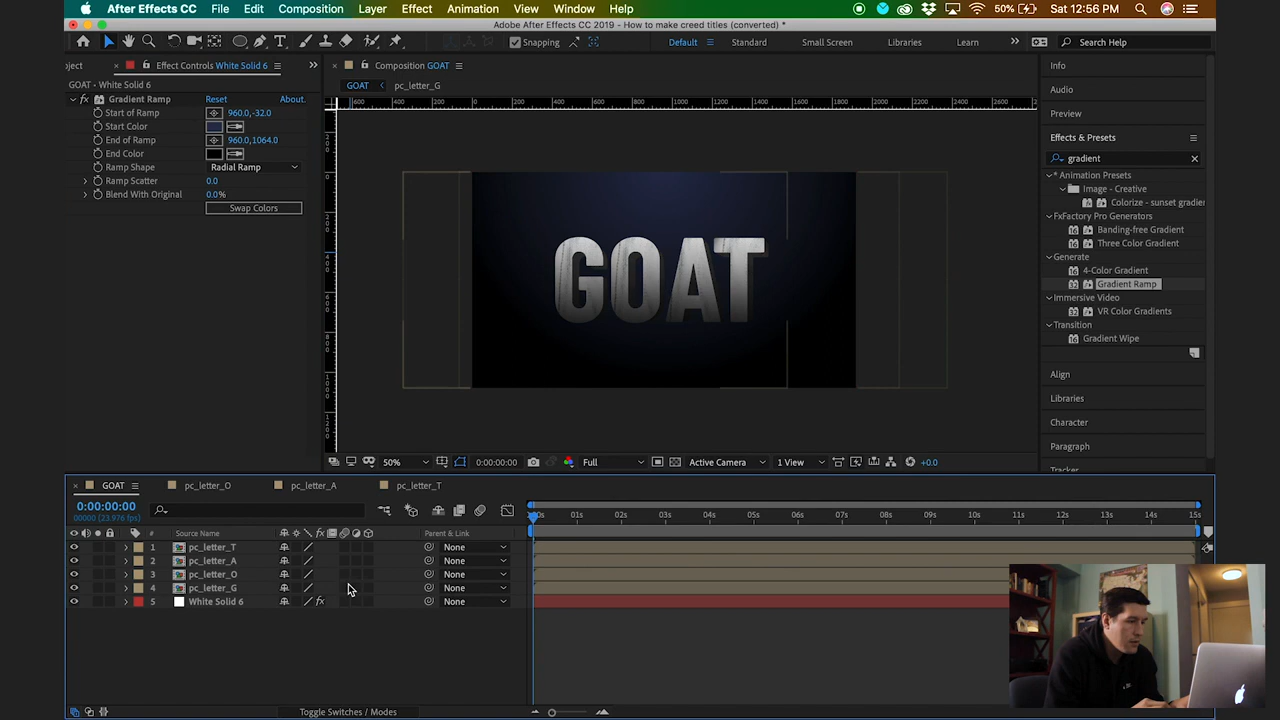 After Effects CC File Edit Composition Layer Effect Animation View Window Help 50% Sat 12:56 PM
Adobe After Effects CC 2019 - How to make creed titles (converted) *
Snapping Default Standard Small Screen Libraries Learn Search Help
ject Effect Controls White Solid 6 Composition GOAT Info
GOAT • White Solid 6 GOAT pc_letter_G
Audio
Gradient Ramp Reset About.
Start of Ramp 960.0,-32.0 Preview
Start Color
End of Ramp 960.0,1064.0 Effects & Presets
End Color gradient
Ramp Shape Radial Ramp
Ramp Scatter 0.0
Blend With Original 0.0%
Swap Colors
* Animation Presets
Image - Creative
Colorize - sunset gradier
FxFactory Pro Generators
Banding-free Gradient
Three Color Gradient
Generate
4-Color Gradient
Gradient Ramp
Immersive Video
VR Color Gradients
Transition
Gradient Wipe
GOAT
Align
Libraries
Character
Paragraph
Tracker
50% 0:00:00:00 Full Active Camera 1 View +0.0
GOAT pc_letter_O pc_letter_A pc_letter_T
0:00:00:00
00000 (23.976 fps)
:00s 01s 02s 03s 04s 05s 06s 07s 08s 09s 10s 11s 12s 13s 14s 15s
# Source Name Parent & Link
1 pc_letter_T None
2 pc_letter_A None
3 pc_letter_O None
4 pc_letter_G None
5 White Solid 6 None
Toggle Switches / Modes